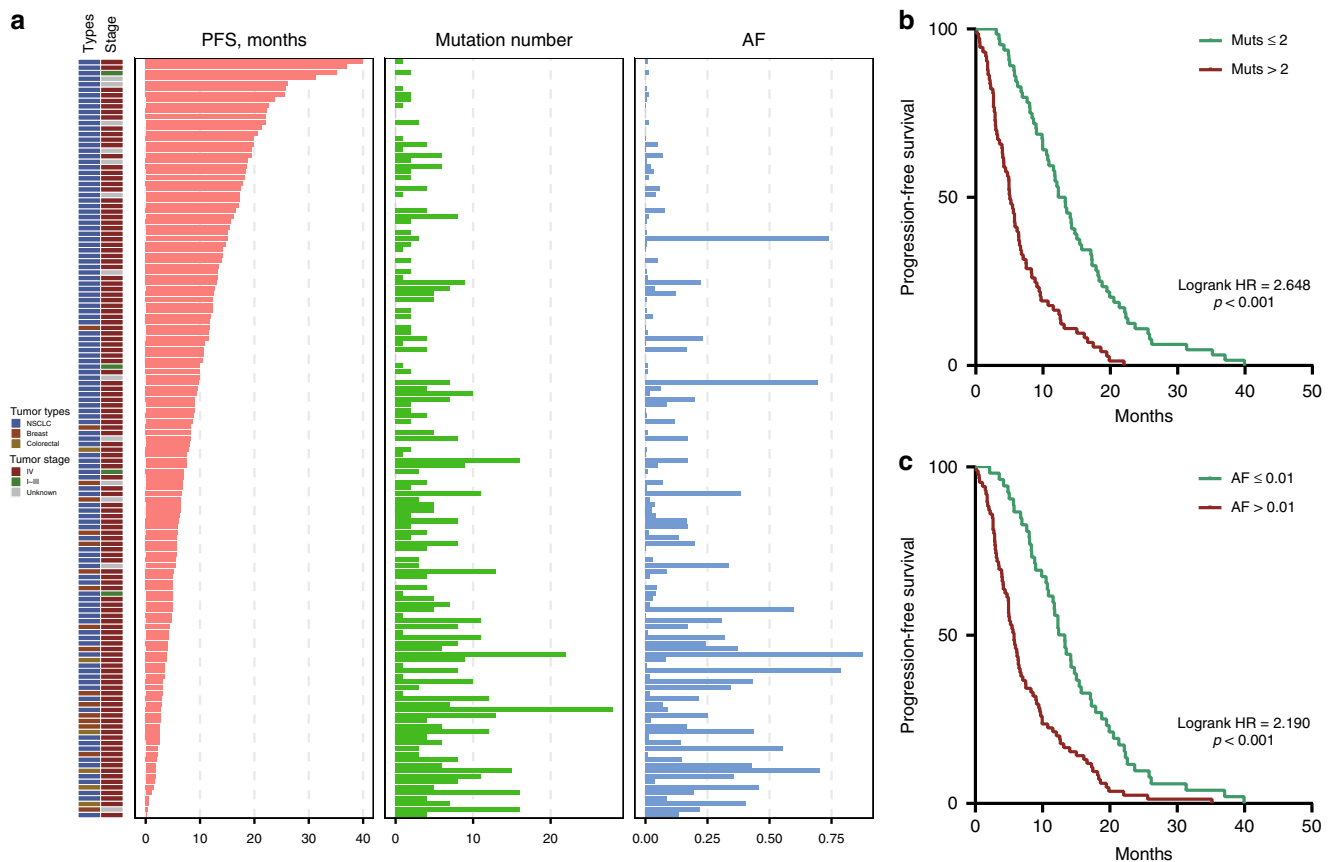 a
Types
Stage
PFS, months
Mutation number
AF
Tumor types
NSCLC
Breast
Colorectal
Tumor stage
IV
I–III
Unknown
0 10 20 30 40
0 10 20
0.00 0.25 0.50 0.75
b
Progression-free survival
100
50
0
Muts ≤ 2
Muts > 2
Logrank HR = 2.648
p < 0.001
0 10 20 30 40 50
Months
c
Progression-free survival
100
50
0
AF ≤ 0.01
AF > 0.01
Logrank HR = 2.190
p < 0.001
0 10 20 30 40 50
Months